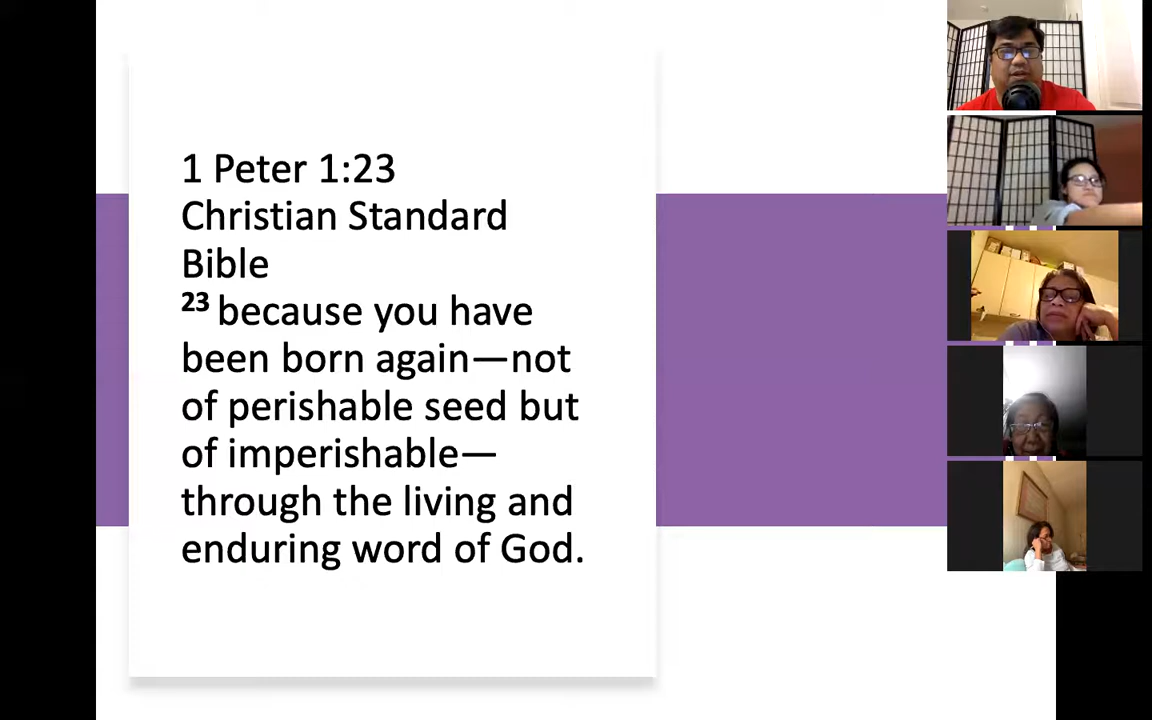 1 Peter 1:23
Christian Standard
Bible
23 because you have
been born again—not
of perishable seed but
of imperishable—
through the living and
enduring word of God.